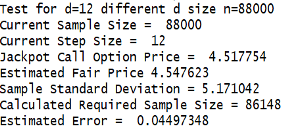 Test for d=12 different d size n=88000
Current Sample Size =  88000
Current Step Size =  12
Jackpot Call Option Price =  4.517754
Estimated Fair Price 4.547623
Sample Standard Deviation = 5.171042
Calculated Required Sample Size = 86148
Estimated Error =  0.04497348